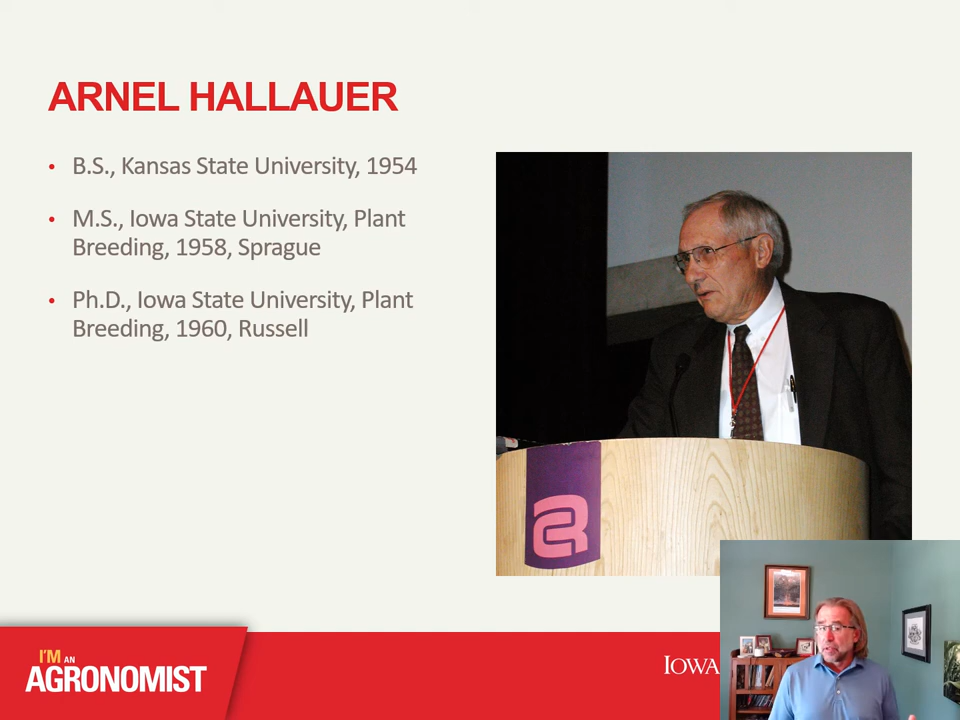 ARNEL HALLAUER
• B.S., Kansas State University, 1954
• M.S., Iowa State University, Plant
Breeding, 1958, Sprague
• Ph.D., Iowa State University, Plant
Breeding, 1960, Russell
I'M AN
AGRONOMIST
IOWA